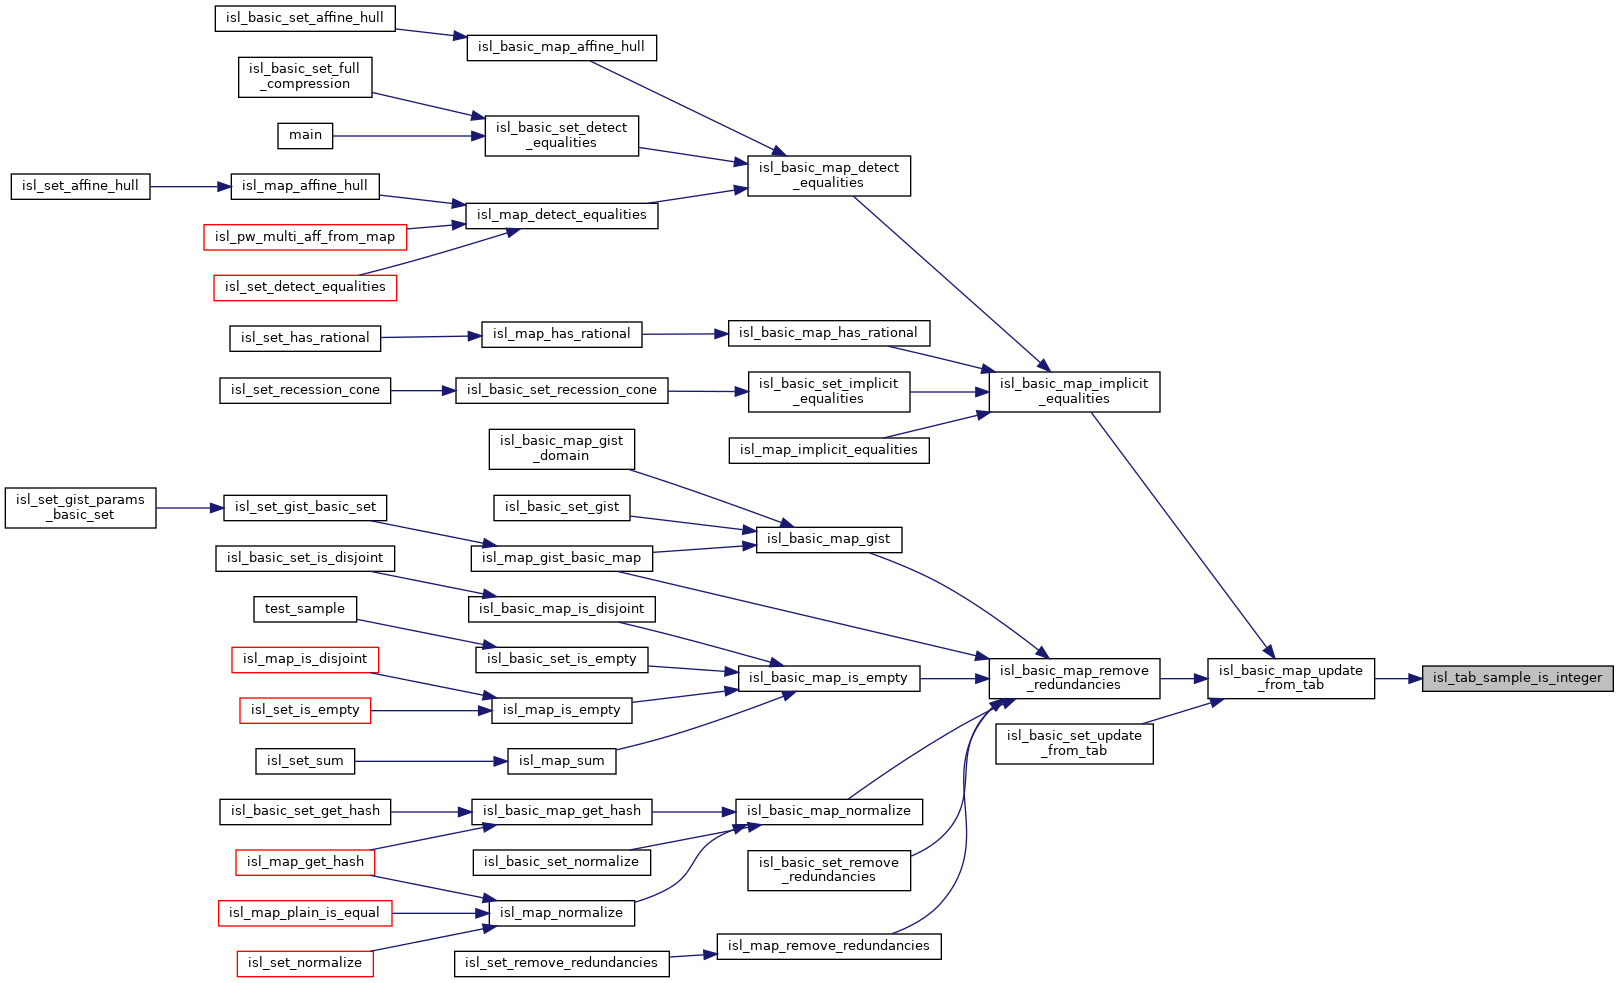 isl_basic_set_affine_hull
isl_basic_map_affine_hull
isl_basic_set_full
_compression
main
isl_basic_set_detect
_equalities
isl_basic_map_detect
_equalities
isl_set_affine_hull
isl_map_affine_hull
isl_map_detect_equalities
isl_pw_multi_aff_from_map
isl_set_detect_equalities
isl_set_has_rational
isl_map_has_rational
isl_basic_map_has_rational
isl_set_recession_cone
isl_basic_set_recession_cone
isl_basic_set_implicit
_equalities
isl_basic_map_implicit
_equalities
isl_map_implicit_equalities
isl_basic_map_gist
_domain
isl_set_gist_params
_basic_set
isl_set_gist_basic_set
isl_basic_set_gist
isl_basic_map_gist
isl_basic_set_is_disjoint
isl_map_gist_basic_map
test_sample
isl_basic_map_is_disjoint
isl_map_is_disjoint
isl_basic_set_is_empty
isl_basic_map_is_empty
isl_basic_map_remove
_redundancies
isl_basic_map_update
_from_tab
isl_tab_sample_is_integer
isl_set_is_empty
isl_map_is_empty
isl_basic_set_update
_from_tab
isl_set_sum
isl_map_sum
isl_basic_set_get_hash
isl_basic_map_get_hash
isl_basic_map_normalize
isl_map_get_hash
isl_basic_set_normalize
isl_basic_set_remove
_redundancies
isl_map_plain_is_equal
isl_map_normalize
isl_set_normalize
isl_set_remove_redundancies
isl_map_remove_redundancies